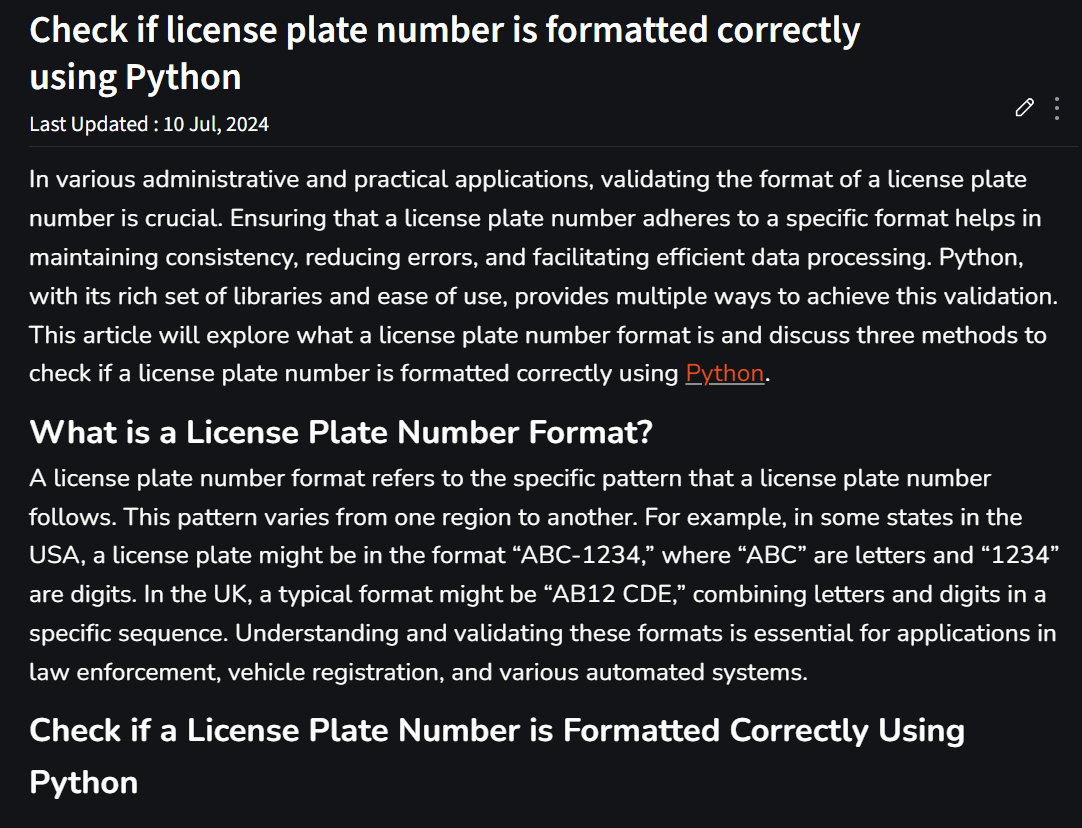 Check if license plate number is formatted correctly
using Python
Last Updated : 10 Jul, 2024
In various administrative and practical applications, validating the format of a license plate
number is crucial. Ensuring that a license plate number adheres to a specific format helps in
maintaining consistency, reducing errors, and facilitating efficient data processing. Python,
with its rich set of libraries and ease of use, provides multiple ways to achieve this validation.
This article will explore what a license plate number format is and discuss three methods to
check if a license plate number is formatted correctly using Python.
What is a License Plate Number Format?
A license plate number format refers to the specific pattern that a license plate number
follows. This pattern varies from one region to another. For example, in some states in the
USA, a license plate might be in the format “ABC-1234,” where “ABC” are letters and “1234”
are digits. In the UK, a typical format might be “AB12 CDE,” combining letters and digits in a
specific sequence. Understanding and validating these formats is essential for applications in
law enforcement, vehicle registration, and various automated systems.
Check if a License Plate Number is Formatted Correctly Using
Python